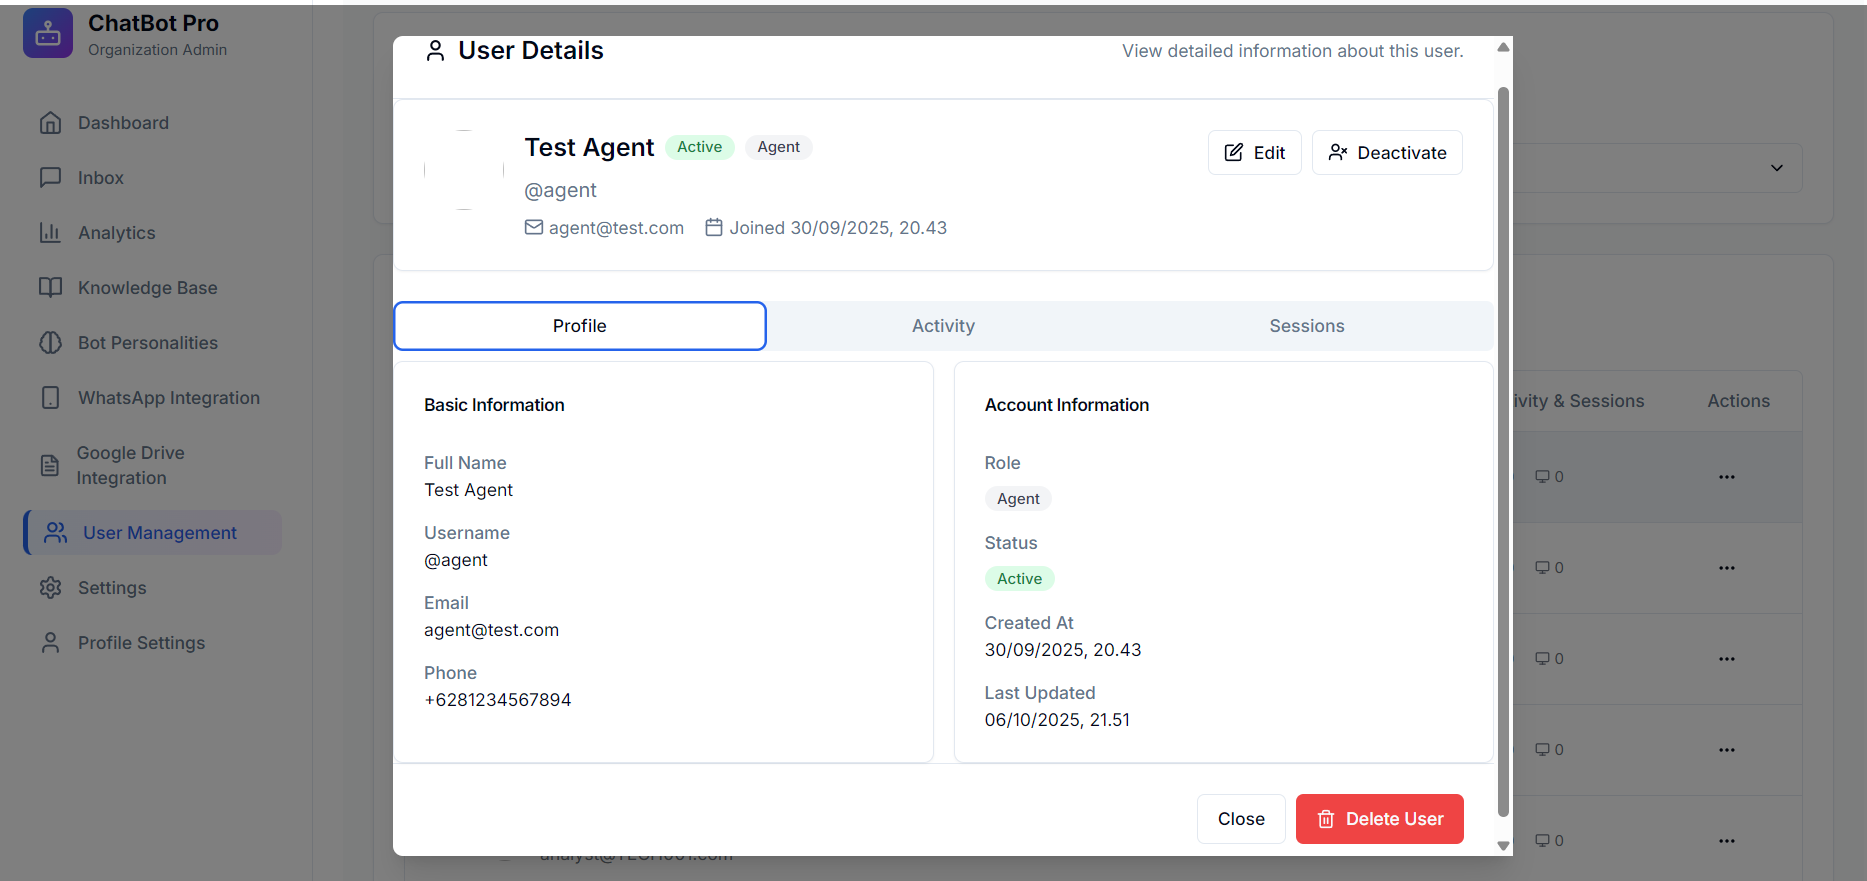 ChatBot Pro
Organization Admin
Dashboard
Inbox
Analytics
Knowledge Base
Bot Personalities
WhatsApp Integration
Google Drive
Integration
User Management
Settings
Profile Settings
User Details
View detailed information about this user.
Test Agent Active Agent
Edit Deactivate
@agent
agent@test.com Joined 30/09/2025, 20.43
Profile Activity Sessions
Basic Information
Full Name
Test Agent
Username
@agent
Email
agent@test.com
Phone
+6281234567894
Account Information
Role
Agent
Status
Active
Created At
30/09/2025, 20.43
Last Updated
06/10/2025, 21.51
Close Delete User
& Sessions Actions
0
0
0
0
0